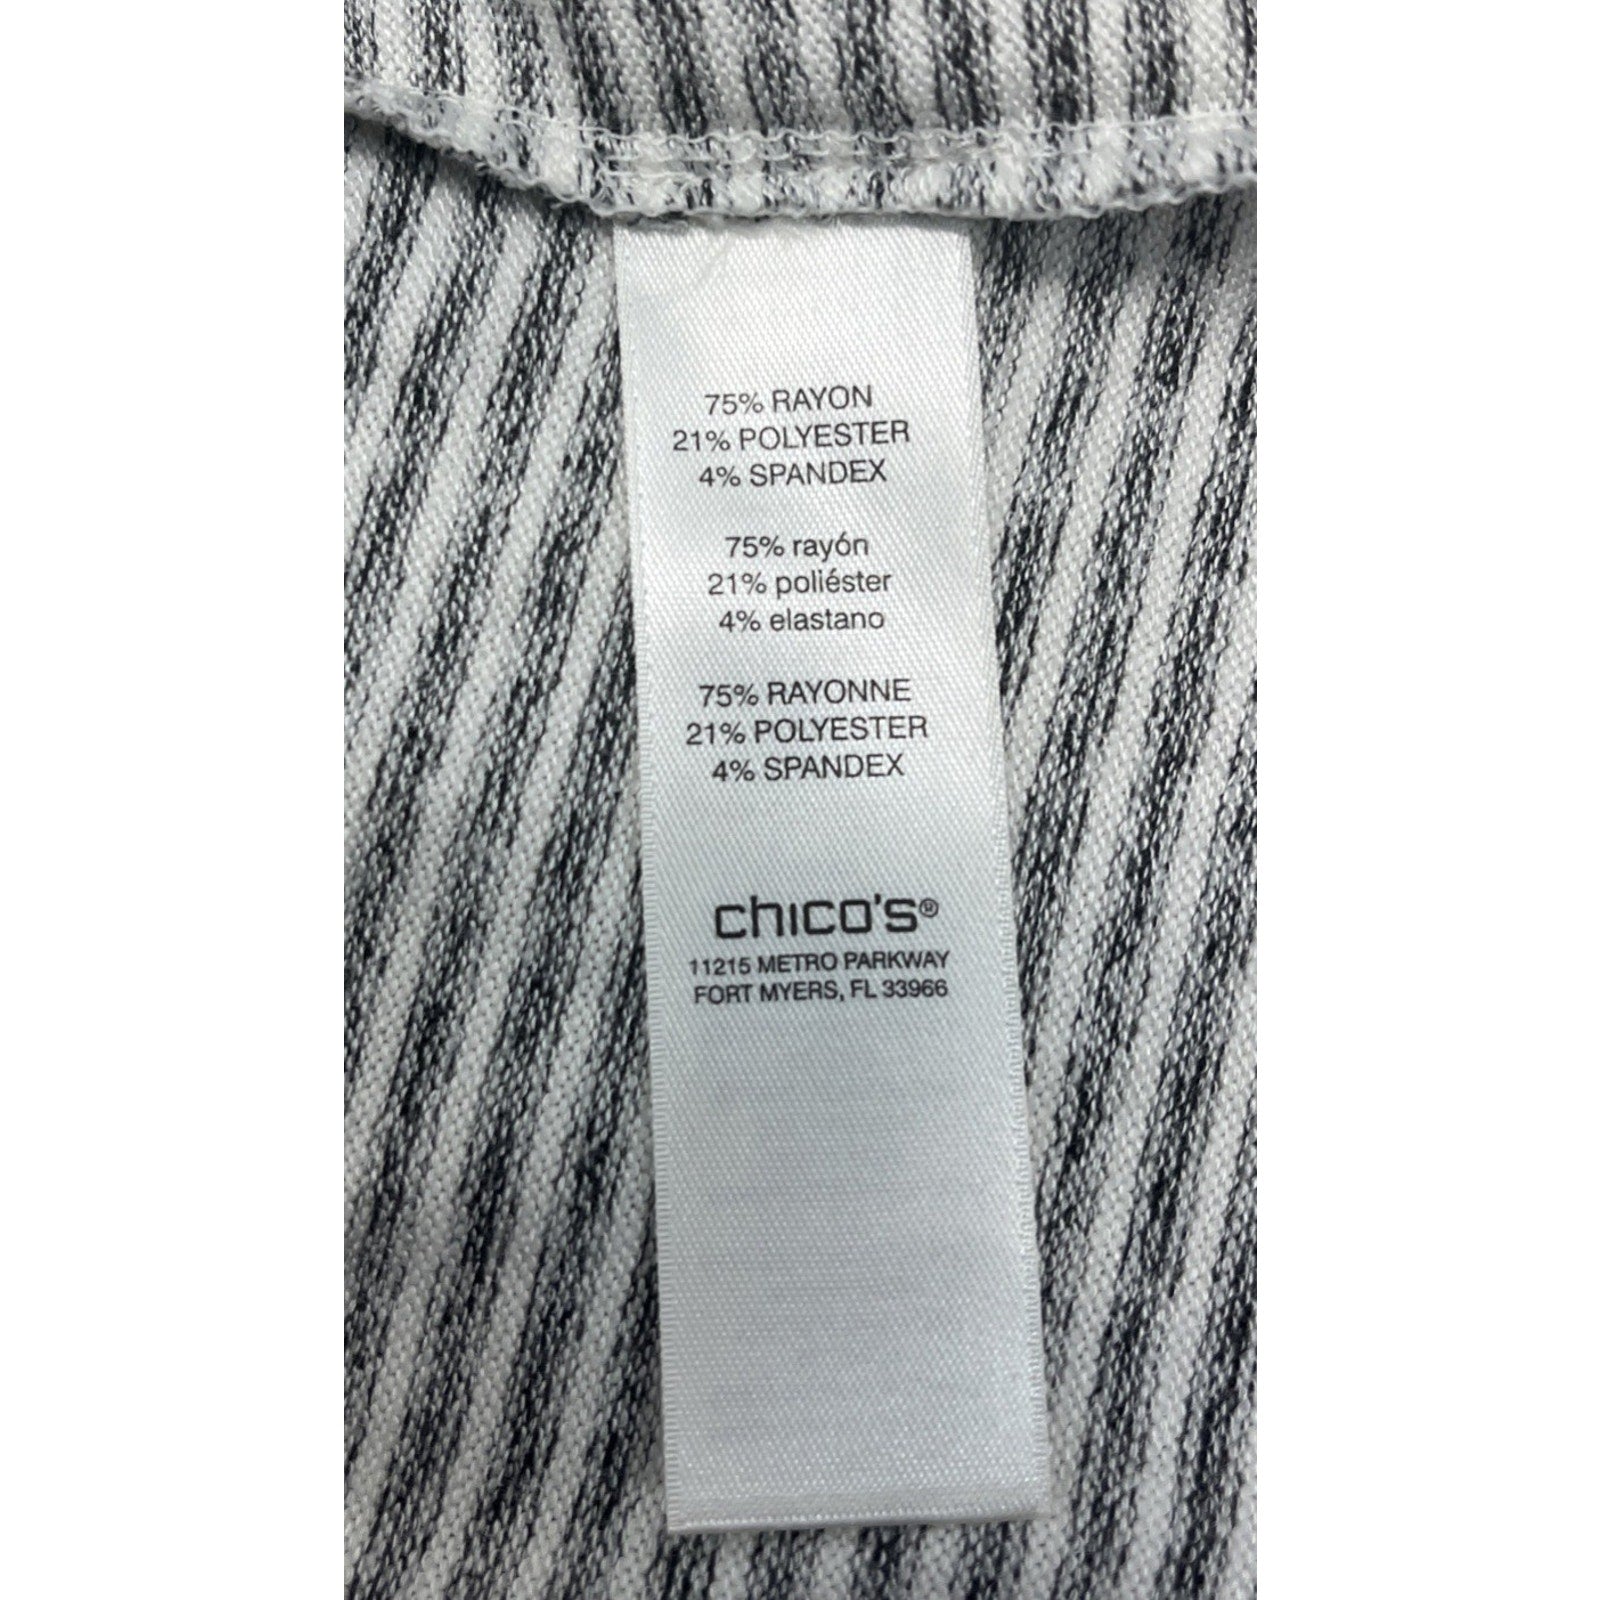 75% RAYON
21% POLYESTER
4% SPANDEX
75% rayón
21% poliéster
4% elastano
75% RAYONNE
21% POLYESTER
4% SPANDEX
chico's®
11215 METRO PARKWAY
FORT MYERS, FL 33966